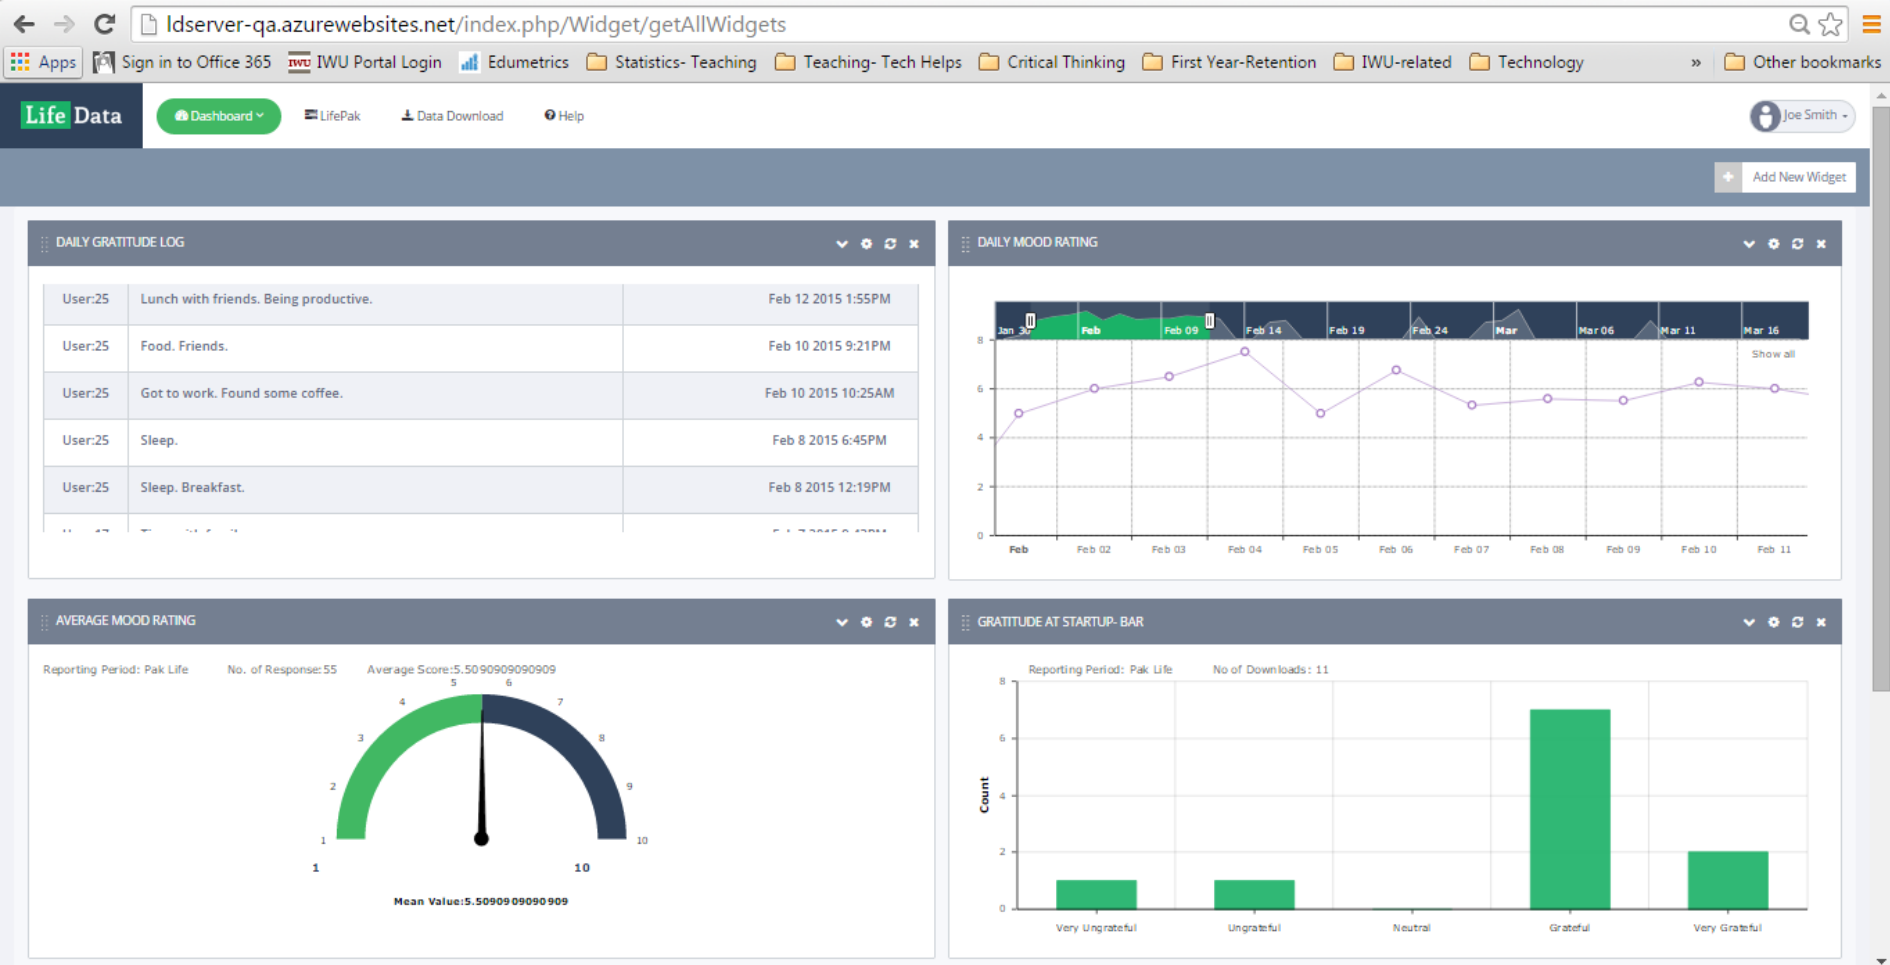 ldserver-qa.azurewebsites.net/index.php/Widget/getAllWidgets
Apps Sign in to Office 365 IWU IWU Portal Login Edumetrics Statistics- Teaching Teaching- Tech Helps Critical Thinking First Year-Retention IWU-related Technology » Other bookmarks
Life Data Dashboard LifePak Data Download Help Joe Smith
Add New Widget
DAILY GRATITUDE LOG
User:25 Lunch with friends. Being productive. Feb 12 2015 1:55PM
User:25 Food. Friends. Feb 10 2015 9:21PM
User:25 Got to work. Found some coffee. Feb 10 2015 10:25AM
User:25 Sleep. Feb 8 2015 6:45PM
User:25 Sleep. Breakfast. Feb 8 2015 12:19PM
DAILY MOOD RATING
Jan 30 Feb Feb 09 Feb 14 Feb 19 Feb 24 Mar Mar 06 Mar 11 Mar 16
Show all
8
6
4
2
0
Feb Feb 02 Feb 03 Feb 04 Feb 05 Feb 06 Feb 07 Feb 08 Feb 09 Feb 10 Feb 11
AVERAGE MOOD RATING
Reporting Period: Pak Life No. of Response:55 Average Score:5.5090909090909
1 2 3 4 5 6 7 8 9 10
1 10
Mean Value:5.5090909090909
GRATITUDE AT STARTUP- BAR
Reporting Period: Pak Life No of Downloads : 11
8
6
4
2
0
Count
Very Ungrateful Ungrateful Neutral Grateful Very Grateful